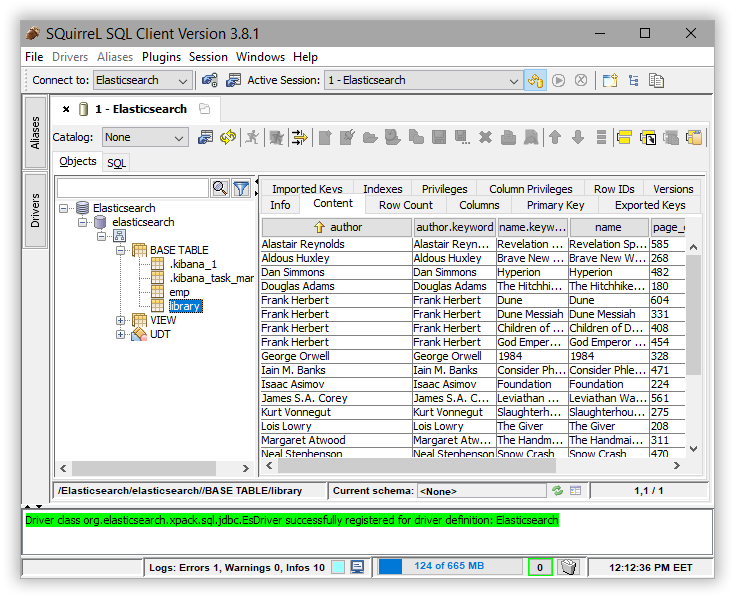 SQuirreL SQL Client Version 3.8.1
File Drivers Aliases Plugins Session Windows Help
Connect to: Elasticsearch Active Session: 1 - Elasticsearch
Aliases
Drivers
1 - Elasticsearch
Catalog: None
Objects SQL
Elasticsearch
elasticsearch
BASE TABLE
.kibana_1
.kibana_task_mar
emp
library
VIEW
UDT
Imported Keys Indexes Privileges Column Privileges Row IDs Versions
Info Content Row Count Columns Primary Key Exported Keys
author author.keyword name.keyw... name page_c
Alastair Reynolds Alastair Reyn... Revelation ... Revelation Sp... 585
Aldous Huxley Aldous Huxley Brave New ... Brave New W... 268
Dan Simmons Dan Simmons Hyperion Hyperion 482
Douglas Adams Douglas Adams The Hitchhi... The Hitchhike... 180
Frank Herbert Frank Herbert Dune Dune 604
Frank Herbert Frank Herbert Dune Messiah Dune Messiah 331
Frank Herbert Frank Herbert Children of ... Children of D... 408
Frank Herbert Frank Herbert God Emper... God Emperor ... 454
George Orwell George Orwell 1984 1984 328
Iain M. Banks Iain M. Banks Consider Ph... Consider Phle... 471
Isaac Asimov Isaac Asimov Foundation Foundation 224
James S.A. Corey James S.A. C... Leviathan ... Leviathan Wa... 561
Kurt Vonnegut Kurt Vonnegut Slaughterh... Slaughterhou... 275
Lois Lowry Lois Lowry The Giver The Giver 208
Margaret Atwood Margaret Atw... The Handm... The Handmai... 311
Neal Stephenson Neal Stephenson Snow Crash Snow Crash 470
/Elasticsearch/elasticsearch//BASE TABLE/library Current schema: <None> 1,1 / 1
Driver class org.elasticsearch.xpack.sql.jdbc.EsDriver successfully registered for driver definition: Elasticsearch
Logs: Errors 1, Warnings 0, Infos 10 124 of 665 MB 0 12:12:36 PM EET